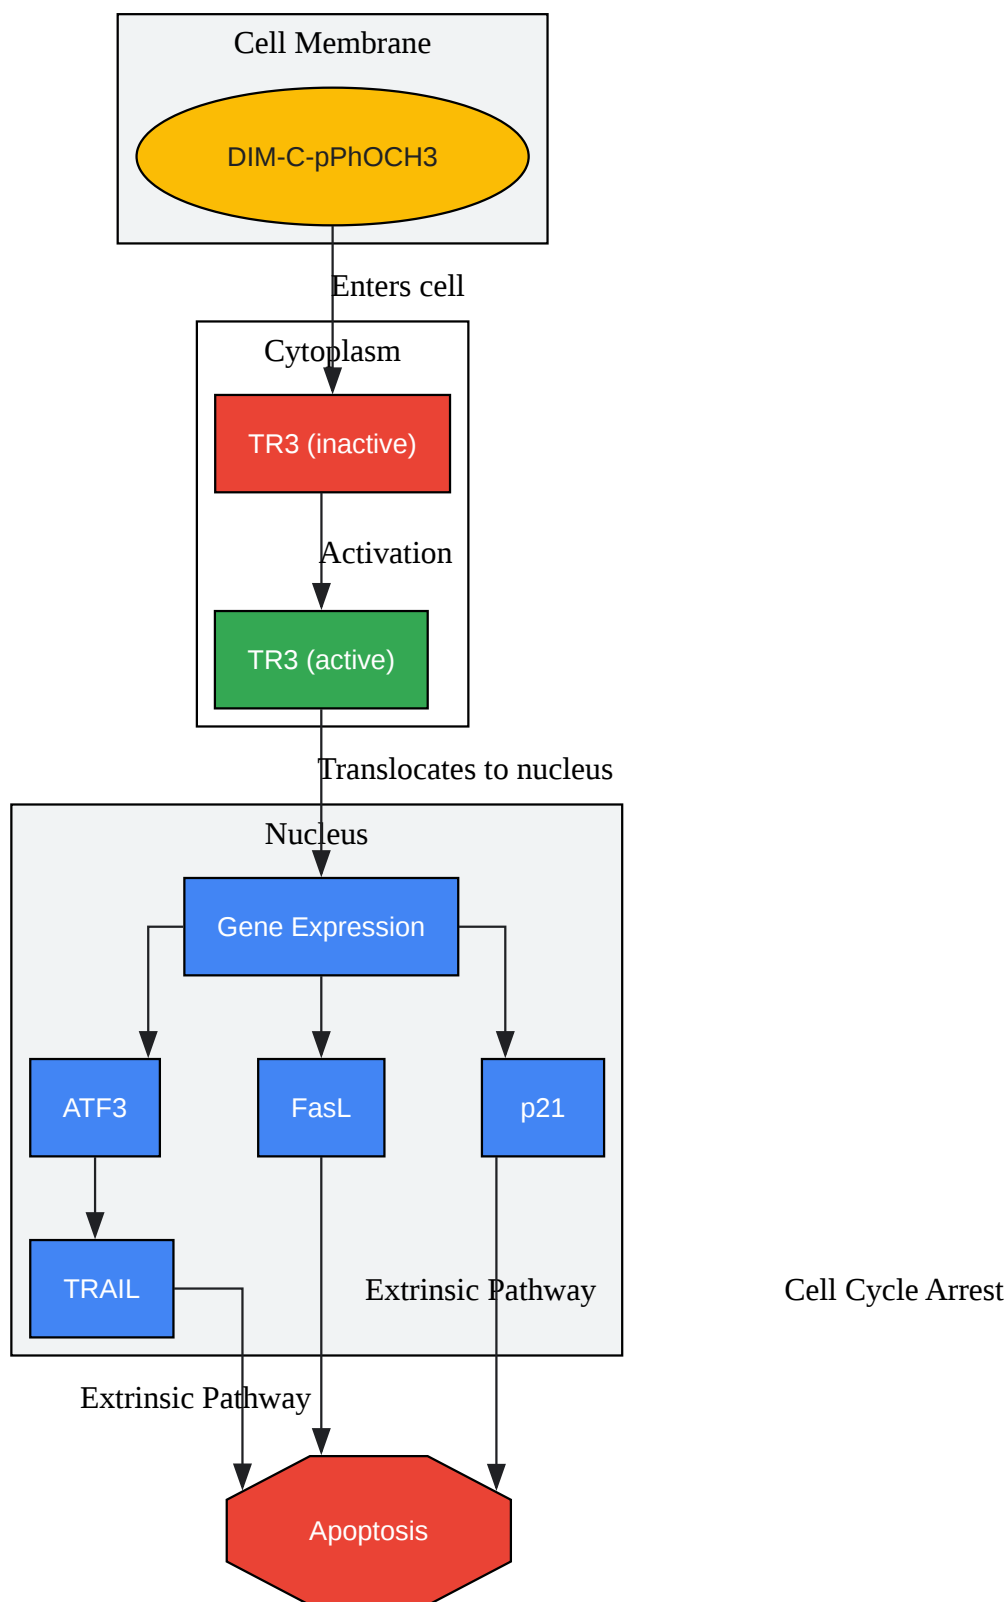 Cell Membrane
DIM-C-pPhOCH3
Enters cell
Cytoplasm
TR3 (inactive)
Activation
TR3 (active)
Translocates to nucleus
Nucleus
Gene Expression
ATF3
FasL
p21
TRAIL
Extrinsic Pathway
Cell Cycle Arrest
Extrinsic Pathway
Apoptosis